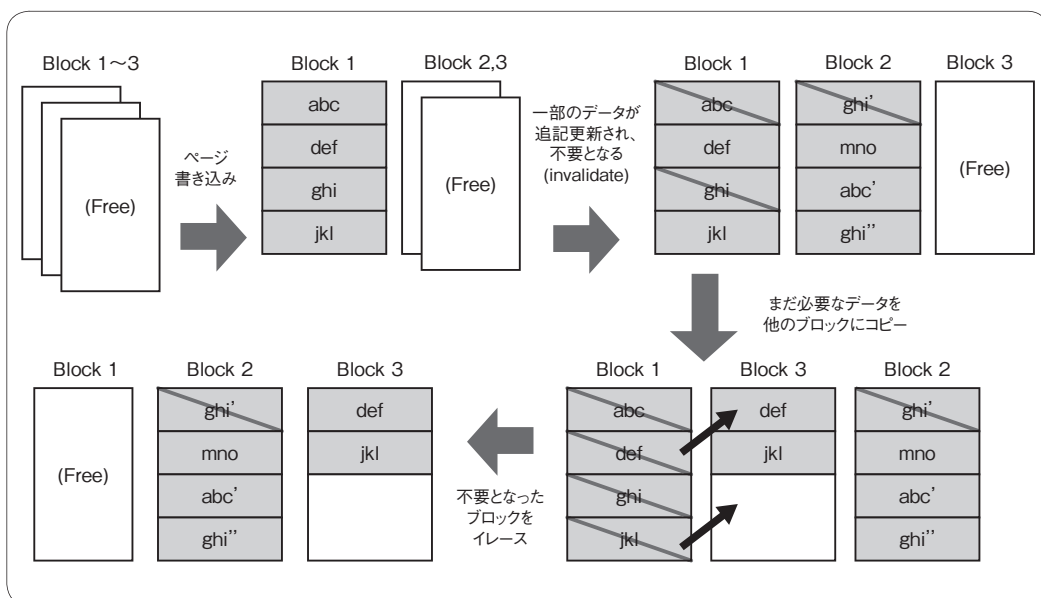 Block 1～3
(Free)
ページ
書き込み
Block 1
abc
def
ghi
jkl
Block 2,3
(Free)
一部のデータが
追記更新され、
不要となる
(invalidate)
Block 1
abc
def
ghi
jkl
Block 2
ghi'
mno
abc'
ghi''
Block 3
(Free)
まだ必要なデータを
他のブロックにコピー
Block 1
abc
def
ghi
jkl
Block 3
def
jkl
Block 2
ghi'
mno
abc'
ghi''
不要となった
ブロックを
イレース
Block 1
(Free)
Block 2
ghi'
mno
abc'
ghi''
Block 3
def
jkl